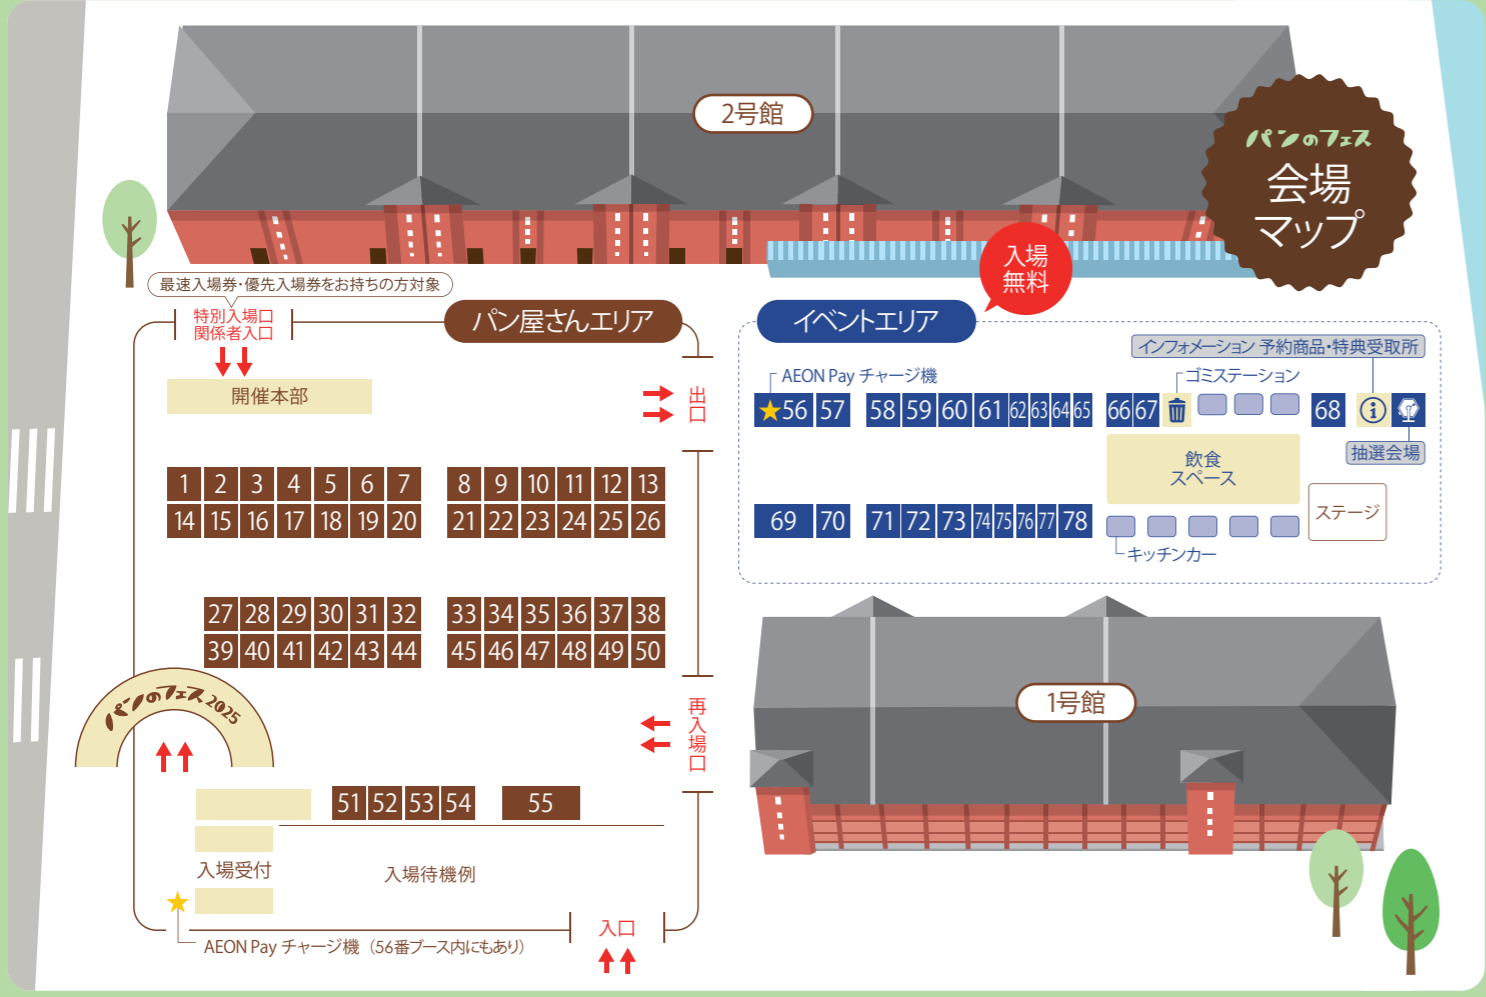 2号館
パンのフェス
会場
マップ
入場
無料
最速入場券・優先入場券をお持ちの方対象
特別入場口
関係者入口
パン屋さんエリア
開催本部
出口
1 2 3 4 5 6 7 8 9 10 11 12 13
14 15 16 17 18 19 20 21 22 23 24 25 26
27 28 29 30 31 32 33 34 35 36 37 38
39 40 41 42 43 44 45 46 47 48 49 50
パンのフェス2025
再入場口
51 52 53 54 55
入場受付
入場待機例
AEON Pay チャージ機（56番ブース内にもあり）
入口
イベントエリア
インフォメーション 予約商品・特典受取所
AEON Pay チャージ機
ゴミステーション
56 57 58 59 60 61 62 63 64 65 66 67 68
抽選会場
飲食
スペース
69 70 71 72 73 74 75 76 77 78
ステージ
キッチンカー
1号館